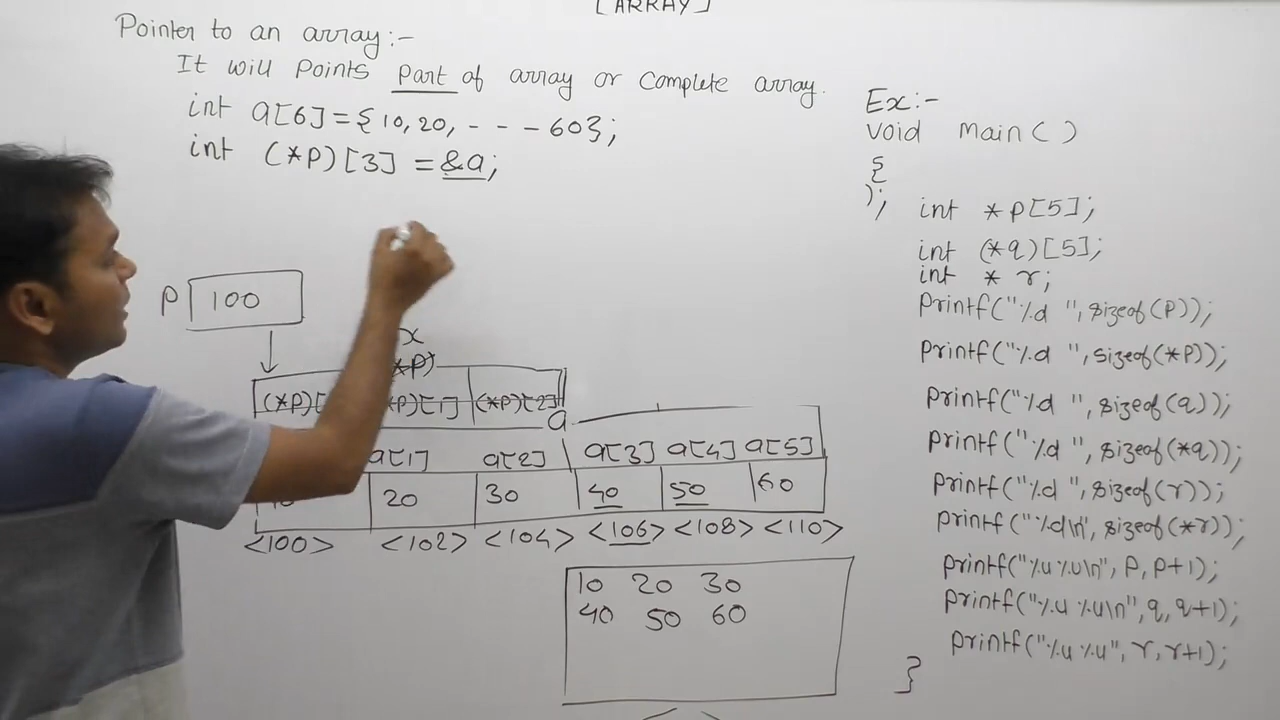 [ARRAY]
Pointer to an array:-
It will points part of array or complete array.
int a[6]={10,20,----60};
int (*p)[3] = &a;
p 100
x
*p)
(*p)[ *p)[1] (*p)[2]
a
a[1] a[2] a[3] a[4] a[5]
10 20 30 40 50 60
<100> <102> <104> <106> <108> <110>
10 20 30
40 50 60
Ex:-
void main()
{
);
int *p[5];
int (*q)[5];
int * r;
printf("%d ", sizeof(p));
printf("%d ", sizeof(*p));
printf("%d ", sizeof(q));
printf("%d ", sizeof(*q));
printf("%d ", sizeof(r));
printf("%d\n", sizeof(*r));
printf("%u %u\n", p, p+1);
printf("%u %u\n", q, q+1);
printf("%u %u", r, r+1);
}